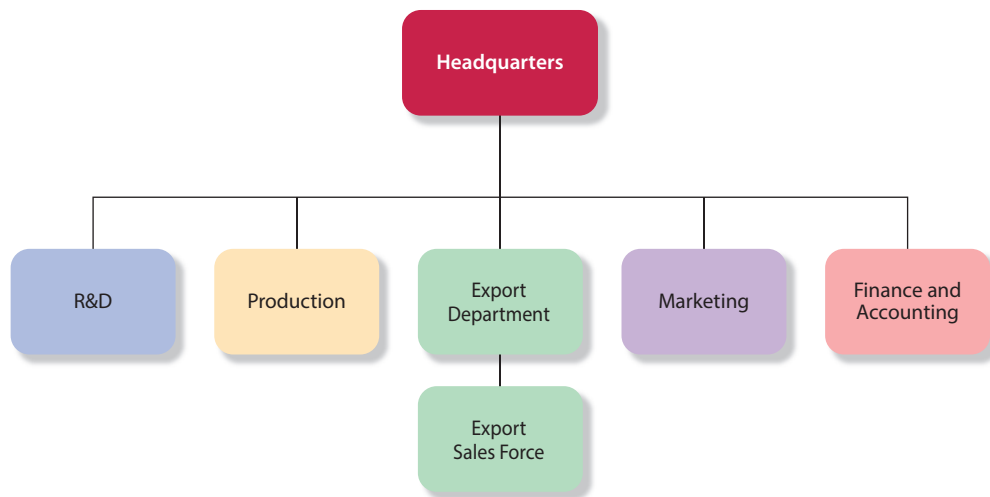 Headquarters
R&D
Production
Export
Department
Marketing
Finance and
Accounting
Export
Sales Force